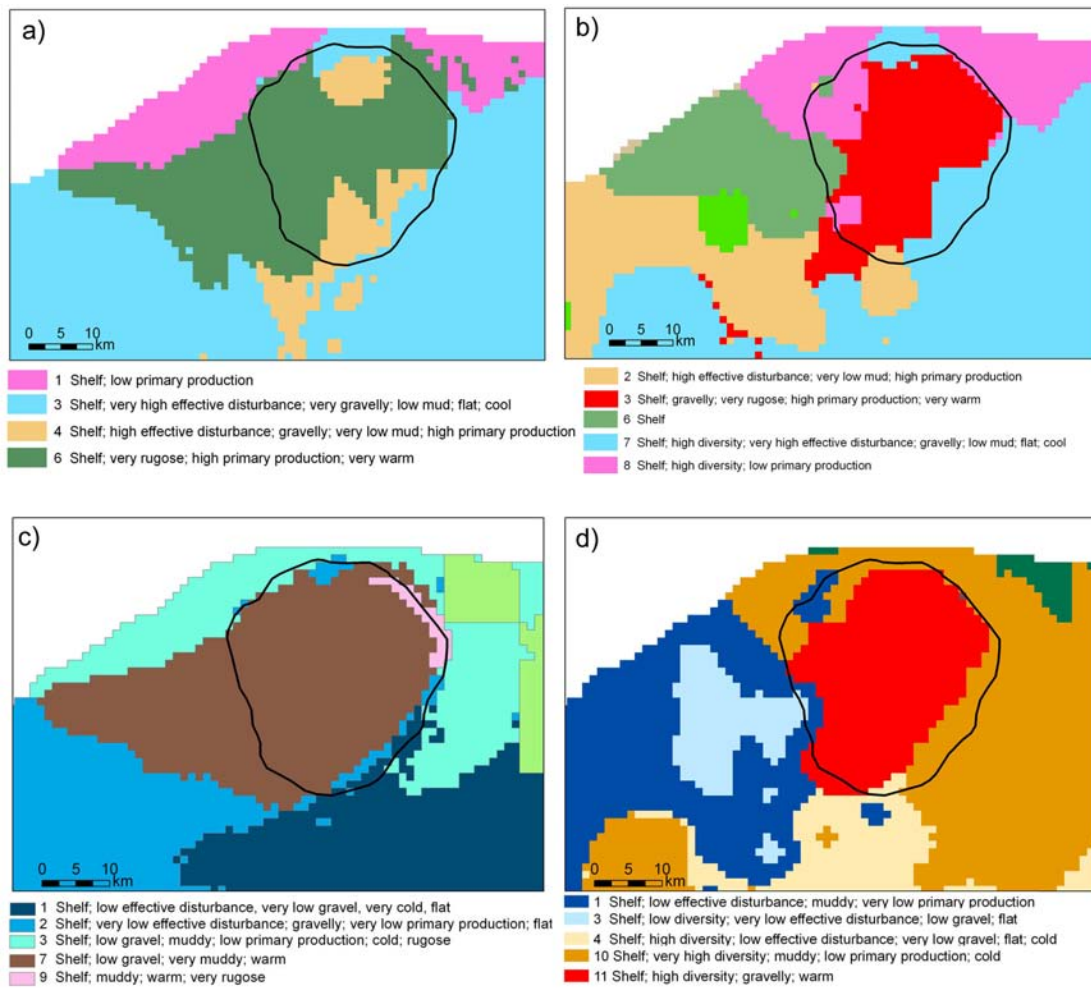 a)
0 5 10
km
1 Shelf; low primary production
3 Shelf; very high effective disturbance; very gravelly; low mud; flat; cool
4 Shelf; high effective disturbance; gravelly; very low mud; high primary production
6 Shelf; very rugose; high primary production; very warm
b)
0 5 10
km
2 Shelf; high effective disturbance; very low mud; high primary production
3 Shelf; gravelly; very rugose; high primary production; very warm
6 Shelf
7 Shelf; high diversity; very high effective disturbance; gravelly; low mud; flat; cool
8 Shelf; high diversity; low primary production
c)
0 5 10
km
1 Shelf; low effective disturbance, very low gravel, very cold, flat
2 Shelf; very low effective disturbance; gravelly; very low primary production; flat
3 Shelf; low gravel; muddy; low primary production; cold; rugose
7 Shelf; low gravel; very muddy; warm
9 Shelf; muddy; warm; very rugose
d)
0 5 10
km
1 Shelf; low effective disturbance; muddy; very low primary production
3 Shelf; low diversity; very low effective disturbance; low gravel; flat
4 Shelf; high diversity; low effective disturbance; very low gravel; flat; cold
10 Shelf; very high diversity; muddy; low primary production; cold
11 Shelf; high diversity; gravelly; warm